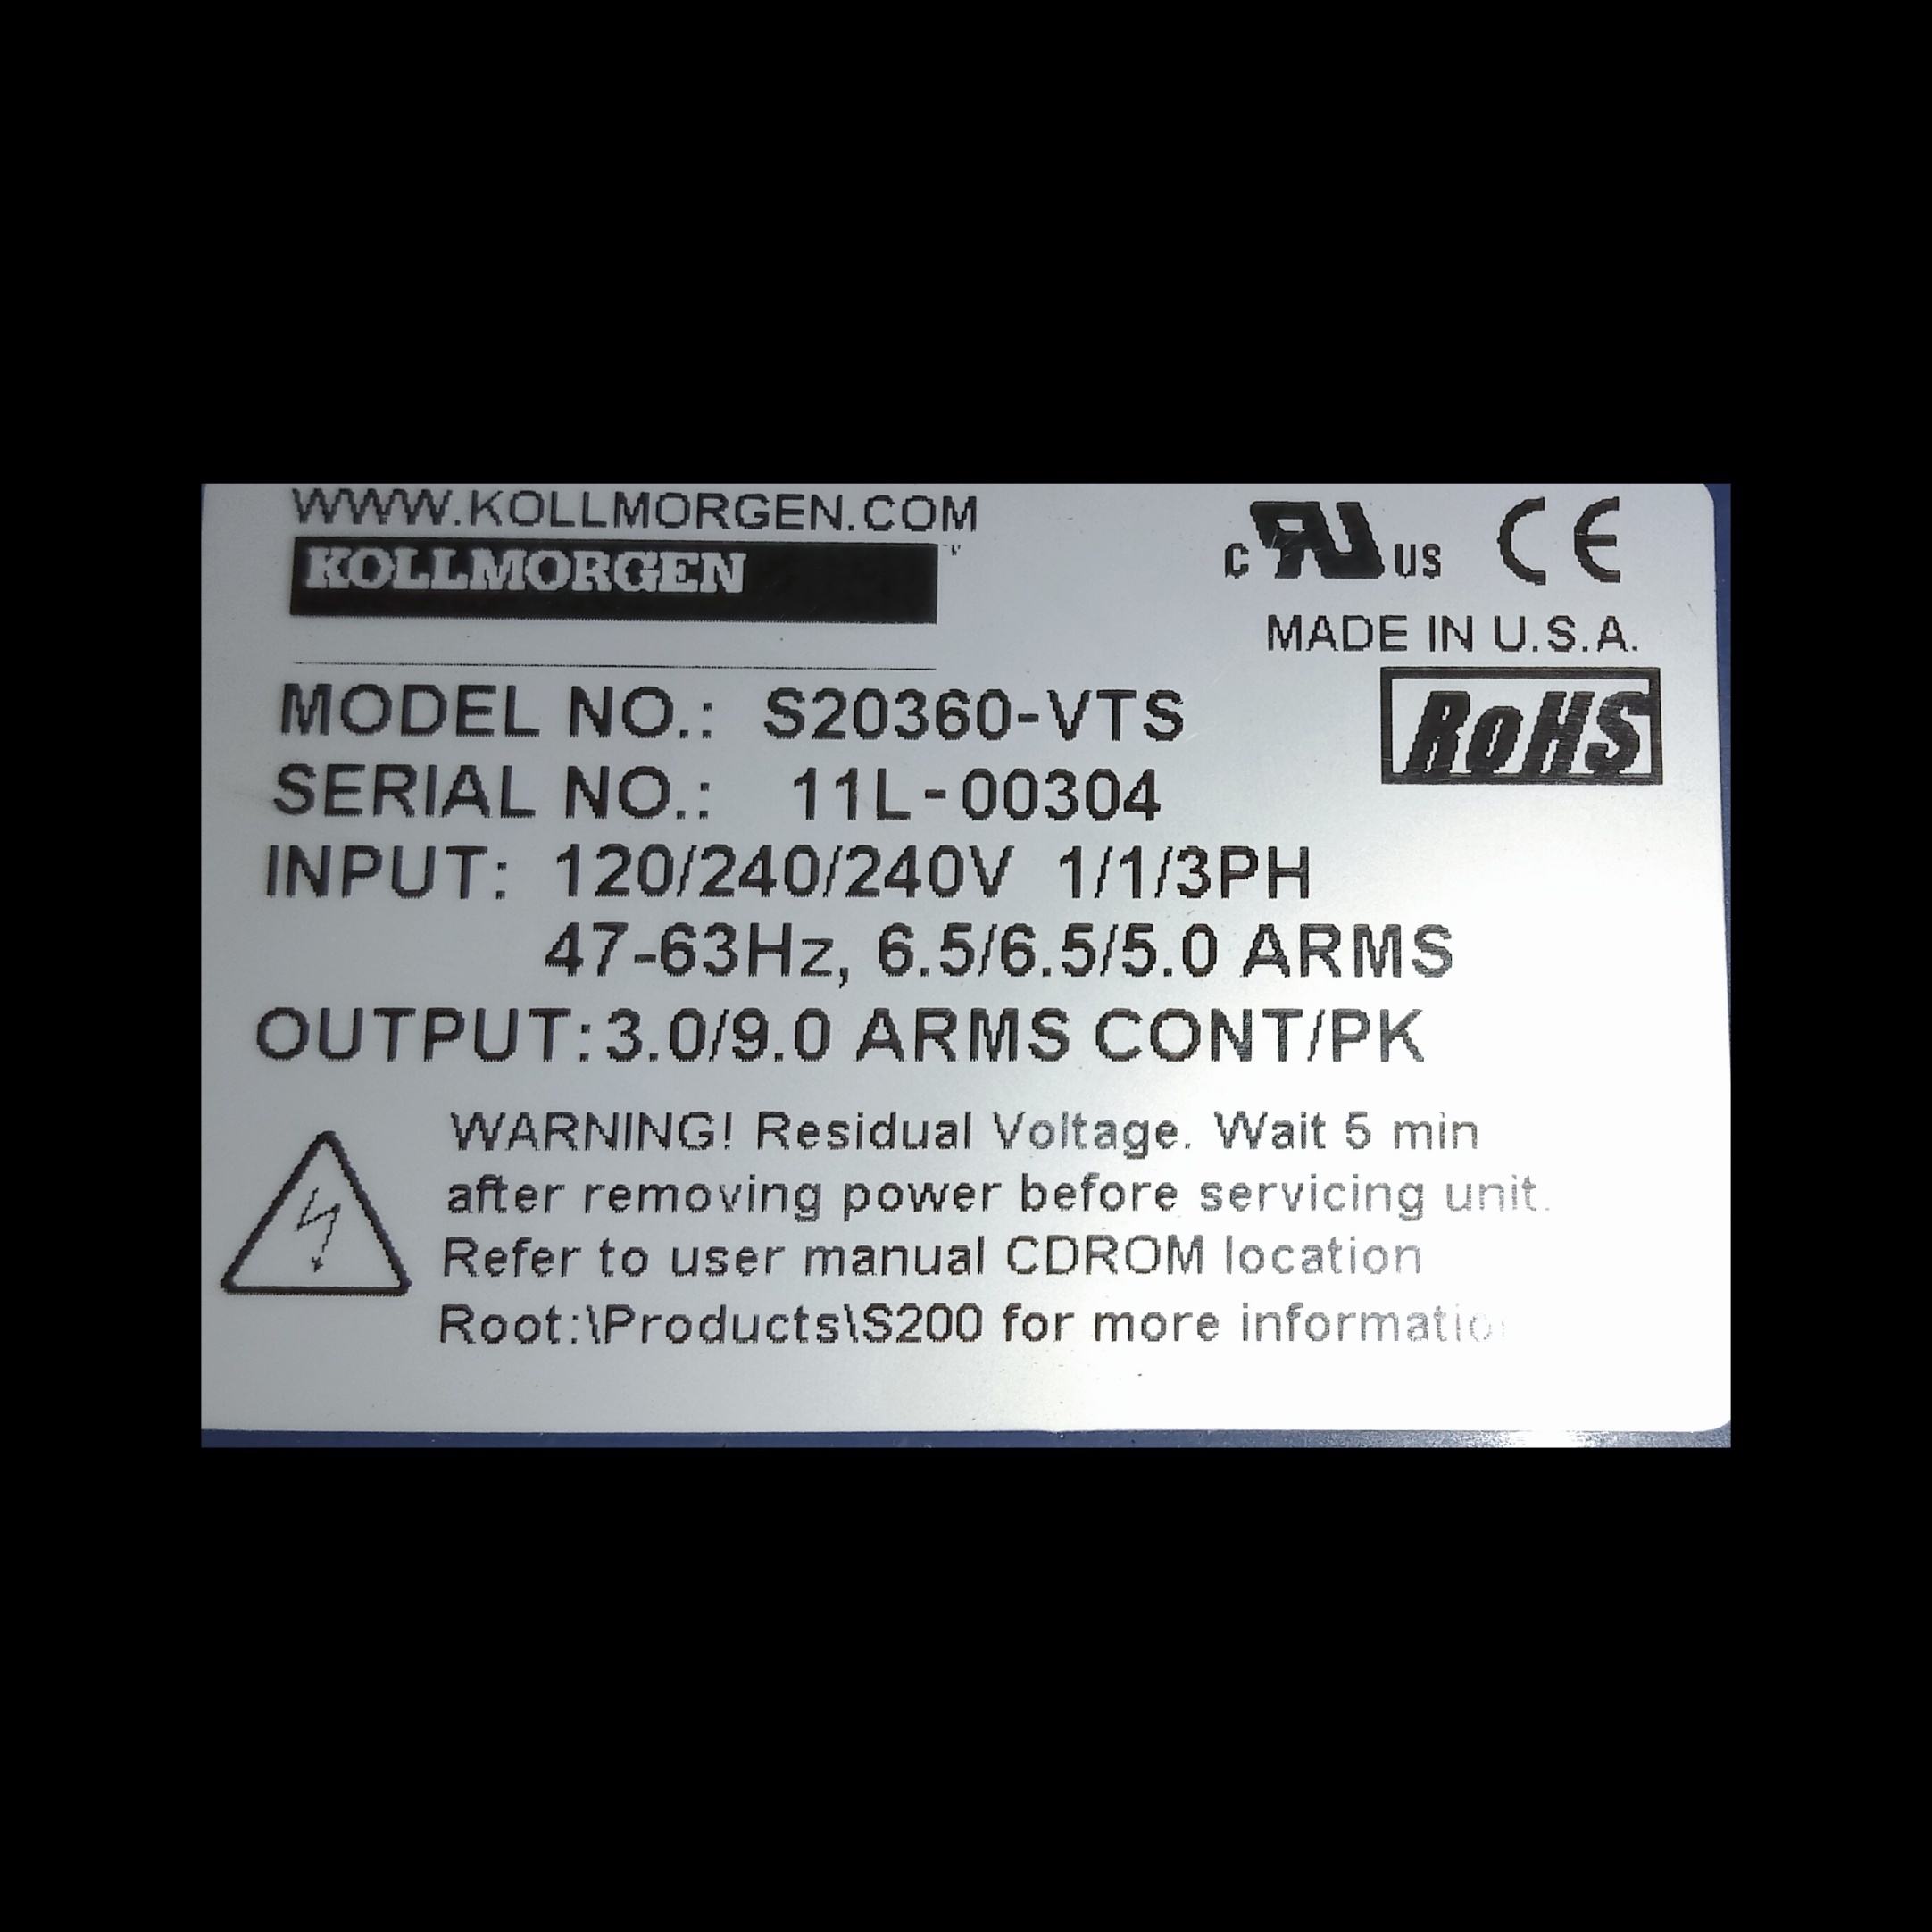 WWW.KOLLMORGEN.COM
KOLLMORGEN™
C RU US CE
MADE IN U.S.A.
RoHS
MODEL NO.: S20360-VTS
SERIAL NO.: 11L-00304
INPUT: 120/240/240V 1/1/3PH
47-63Hz, 6.5/6.5/5.0 ARMS
OUTPUT: 3.0/9.0 ARMS CONT/PK
WARNING! Residual Voltage. Wait 5 min
after removing power before servicing unit.
Refer to user manual CDROM location
Root:\Products\S200 for more informatio